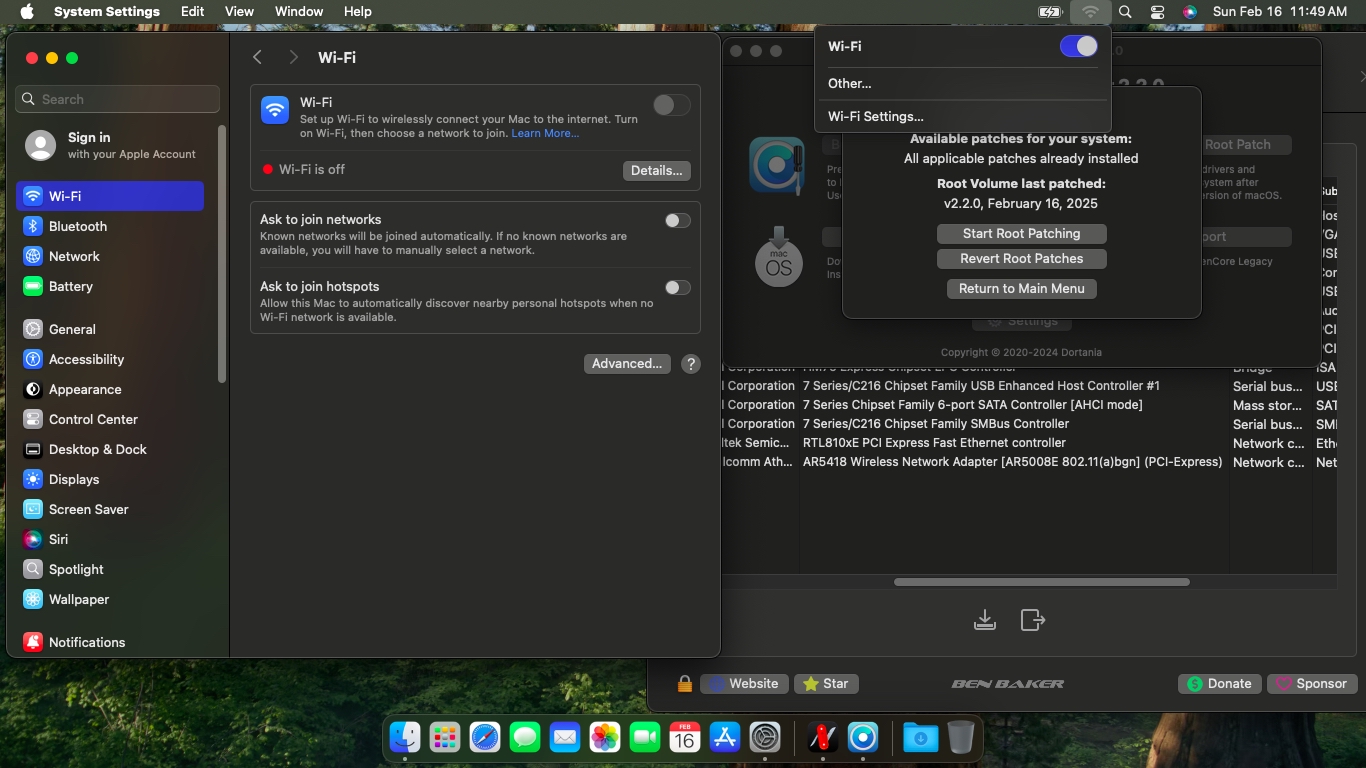 System Settings Edit View Window Help
Sun Feb 16 11:49 AM
Wi-Fi
Search
Sign in
with your Apple Account
Wi-Fi
Bluetooth
Network
Battery
General
Accessibility
Appearance
Control Center
Desktop & Dock
Displays
Screen Saver
Siri
Spotlight
Wallpaper
Notifications
Wi-Fi
Set up Wi-Fi to wirelessly connect your Mac to the internet. Turn
on Wi-Fi, then choose a network to join. Learn More...
Wi-Fi is off
Details...
Ask to join networks
Known networks will be joined automatically. If no known networks are
available, you will have to manually select a network.
Ask to join hotspots
Allow this Mac to automatically discover nearby personal hotspots when no
Wi-Fi network is available.
Advanced...
?
Wi-Fi
Other...
Wi-Fi Settings...
Available patches for your system:
All applicable patches already installed
Root Volume last patched:
v2.2.0, February 16, 2025
Start Root Patching
Revert Root Patches
Return to Main Menu
Root Patch
drivers and
ystem after
ersion of macOS.
port
enCore Legacy
mac
OS
Settings
Copyright © 2020-2024 Dortania
l Corporation HM75 Express Chipset LPC Controller Bridge ISA
l Corporation 7 Series/C216 Chipset Family USB Enhanced Host Controller #1 Serial bus... USB
l Corporation 7 Series Chipset Family 6-port SATA Controller [AHCI mode] Mass stor... SAT
l Corporation 7 Series/C216 Chipset Family SMBus Controller Serial bus... SMI
ltek Semic... RTL810xE PCI Express Fast Ethernet controller Network c... Eth
lcomm Ath... AR5418 Wireless Network Adapter [AR5008E 802.11(a)bgn] (PCI-Express) Network c... Net
Website
Star
BEN BAKER
Donate
Sponsor
FEB
16